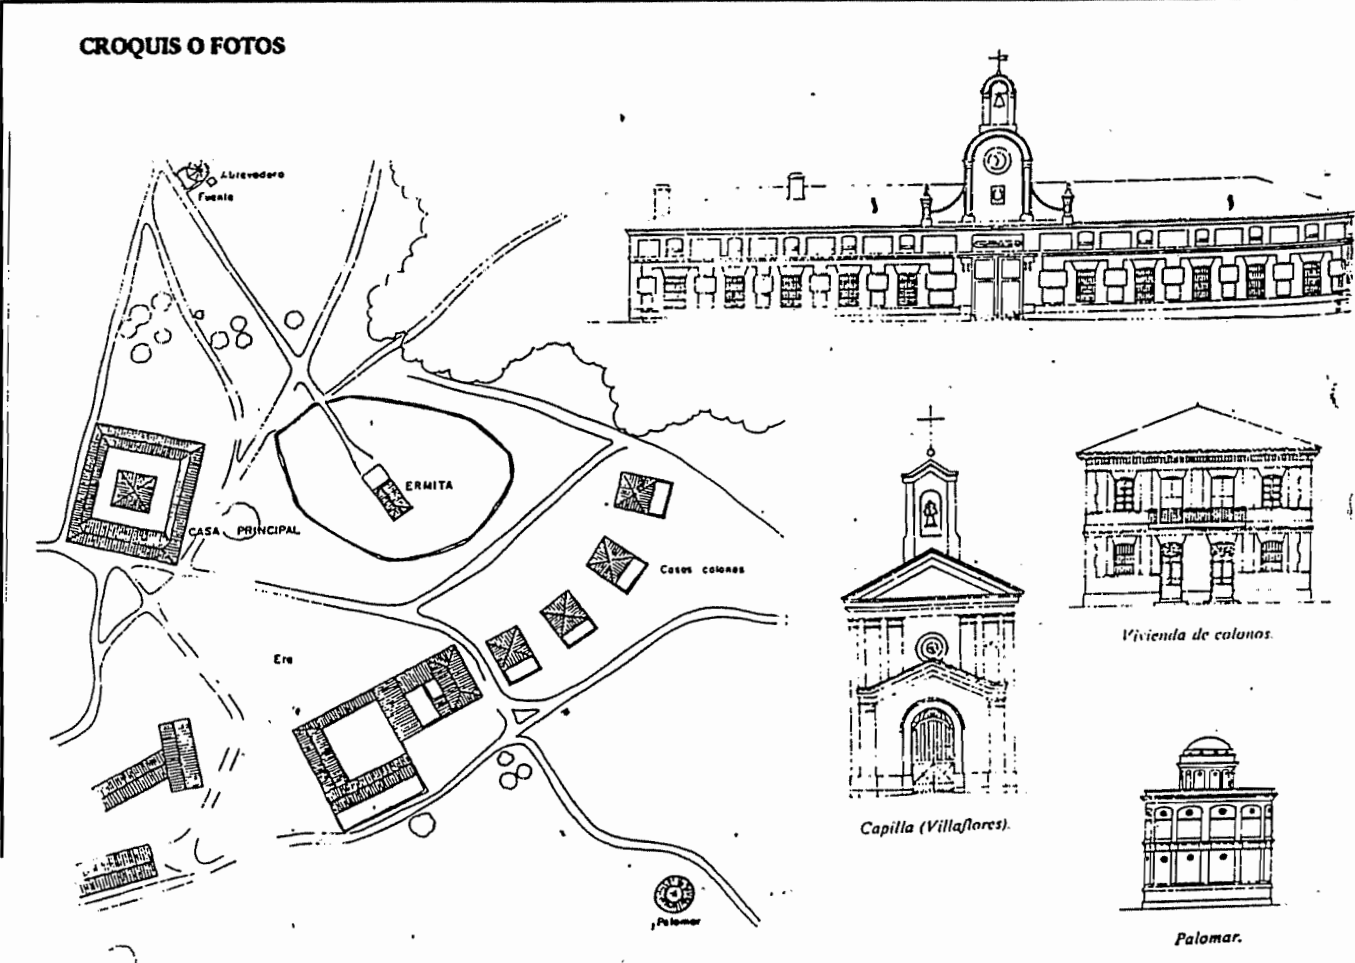 CROQUIS O FOTOS
Abrevadero
Fuente
ERMITA
CASA PRINCIPAL
Casas colonos
Era
Palomar
Vivienda de colonos.
Capilla (Villaflores).
Palomar.